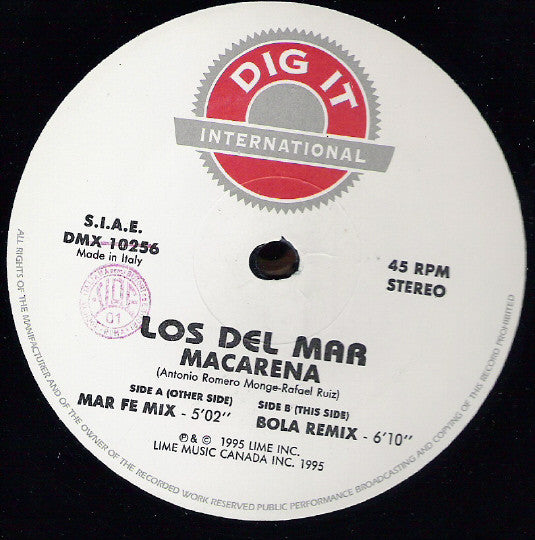 DIG IT
INTERNATIONAL
S.I.A.E.
DMX 10256
Made in Italy
45 RPM
STEREO
01
LOS DEL MAR
MACARENA
(Antonio Romero Monge-Rafael Ruiz)
SIDE A (OTHER SIDE)
MAR FE MIX - 5'02''
SIDE B (THIS SIDE)
BOLA REMIX - 6'10''
℗ & © 1995 LIME INC.
LIME MUSIC CANADA INC. 1995
ALL RIGHTS OF THE MANIFACTURER AND OF THE OWNER OF THE RECORDED WORK RESERVED PUBLIC PERFORMANCE BROADCASTING AND COPYING OF THIS RECORD PROHIBITED